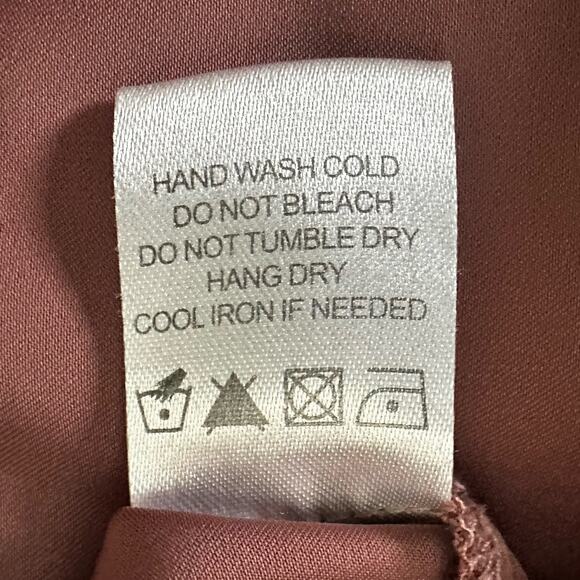 HAND WASH COLD
DO NOT BLEACH
DO NOT TUMBLE DRY
HANG DRY
COOL IRON IF NEEDED